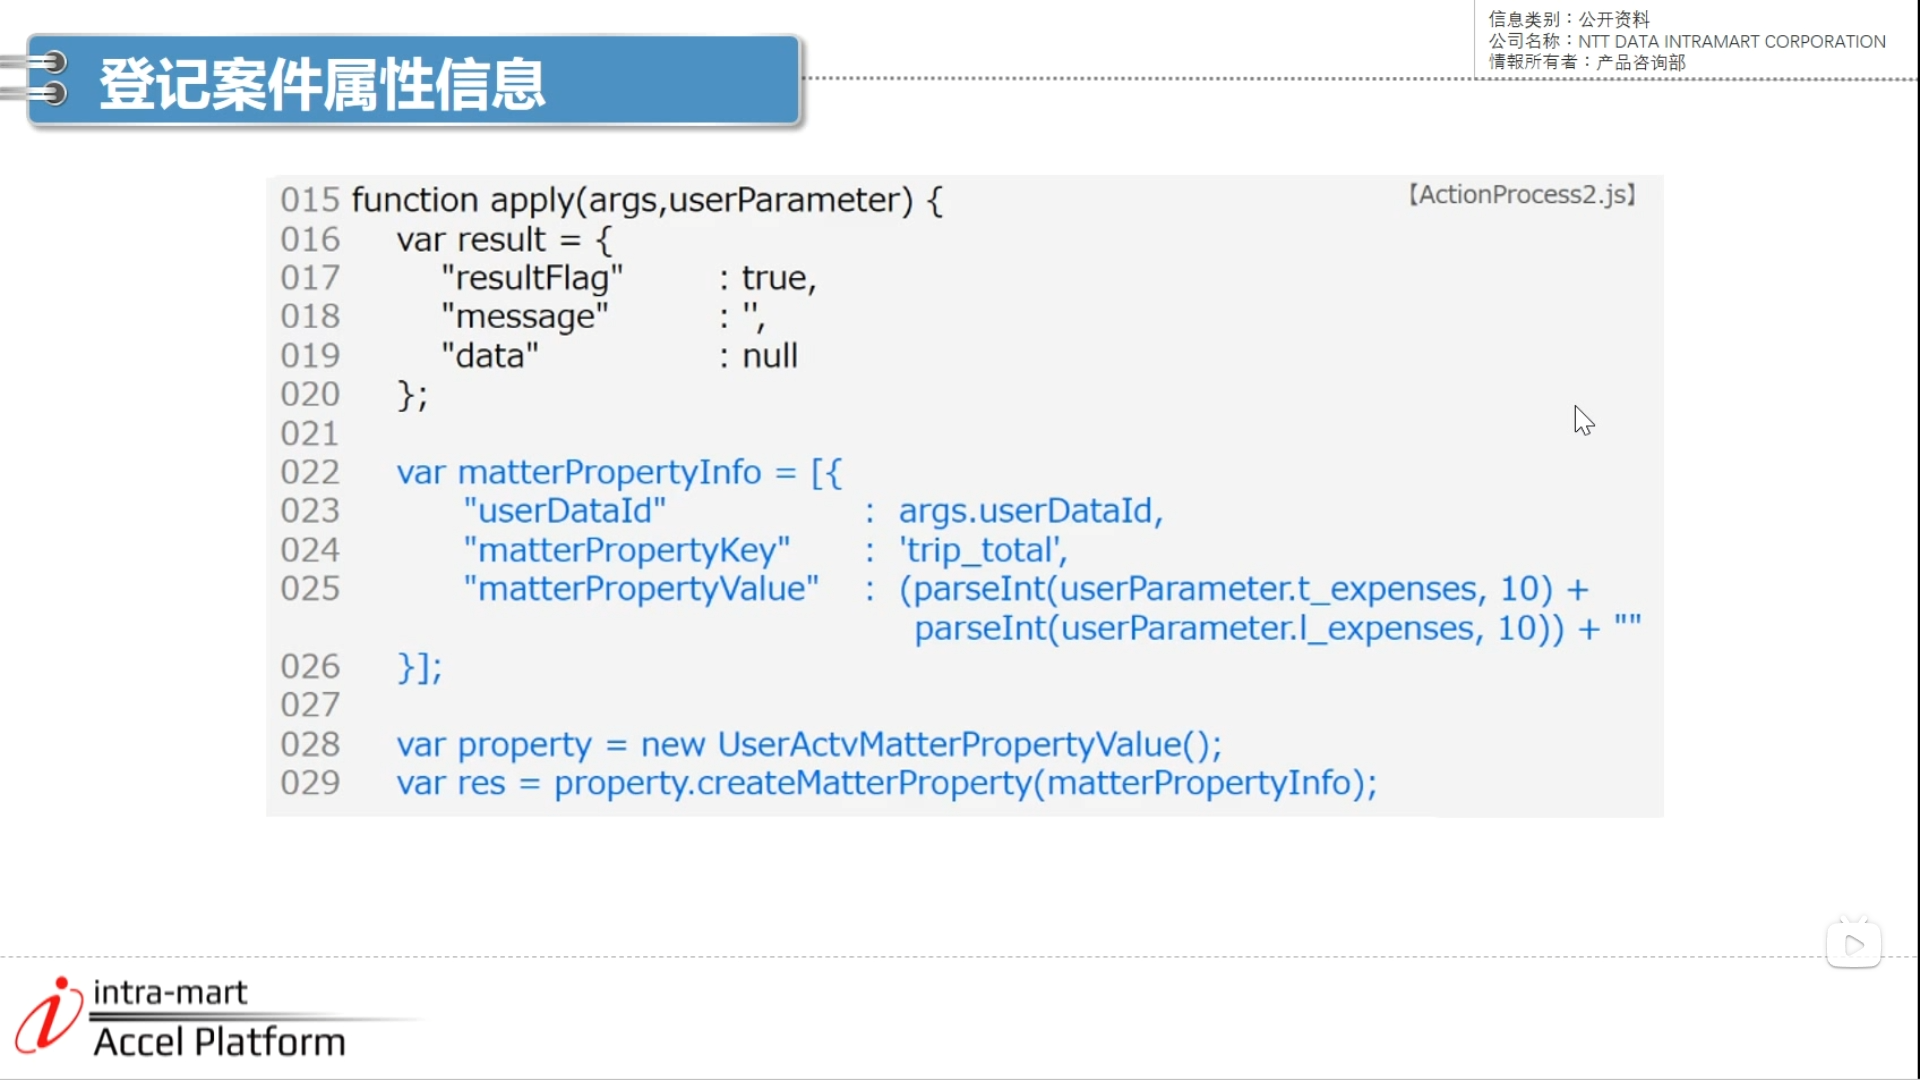 信息类别：公开资料
公司名称：NTT DATA INTRAMART CORPORATION
情報所有者：产品咨询部
登记案件属性信息
【ActionProcess2.js】
015 function apply(args,userParameter) {
016 var result = {
017 "resultFlag" : true,
018 "message" : '',
019 "data" : null
020 };
021
022 var matterPropertyInfo = [{
023 "userDataId" : args.userDataId,
024 "matterPropertyKey" : 'trip_total',
025 "matterPropertyValue" : (parseInt(userParameter.t_expenses, 10) +
parseInt(userParameter.l_expenses, 10)) + ""
026 }];
027
028 var property = new UserActvMatterPropertyValue();
029 var res = property.createMatterProperty(matterPropertyInfo);
intra-mart
Accel Platform